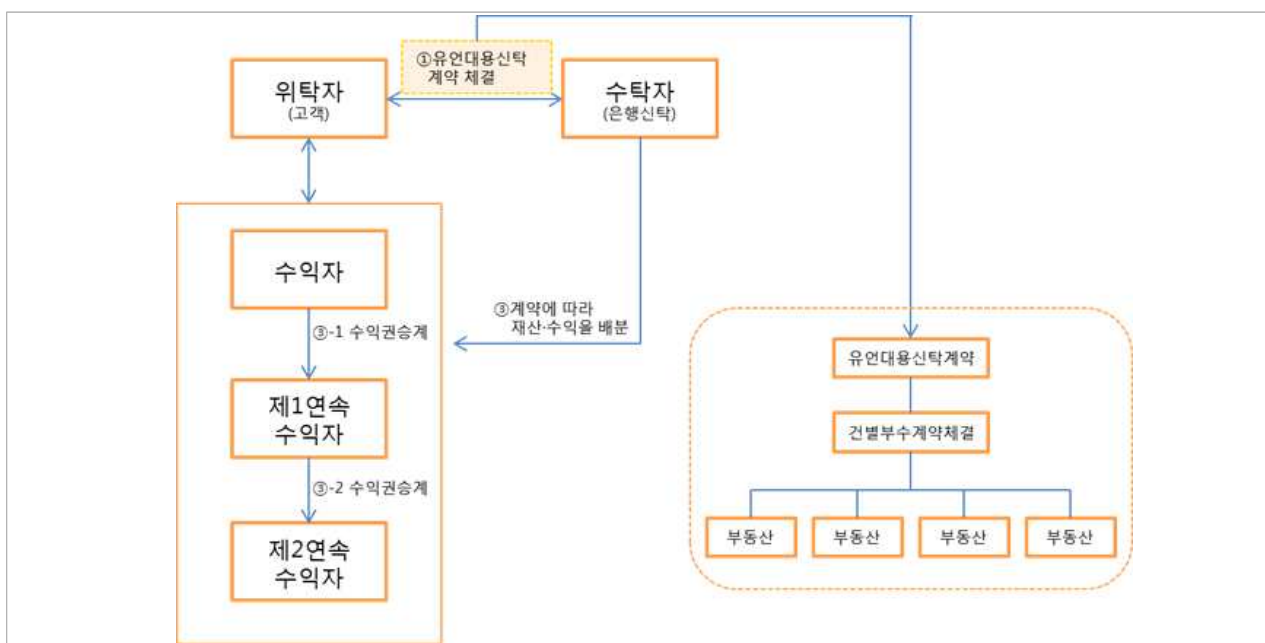 ①유언대용신탁
계약 체결
위탁자
(고객)
수탁자
(은행신탁)
수익자
③-1 수익권승계
③계약에 따라
재산·수익을 배분
제1연속
수익자
③-2 수익권승계
제2연속
수익자
유언대용신탁계약
건별부수계약체결
부동산
부동산
부동산
부동산